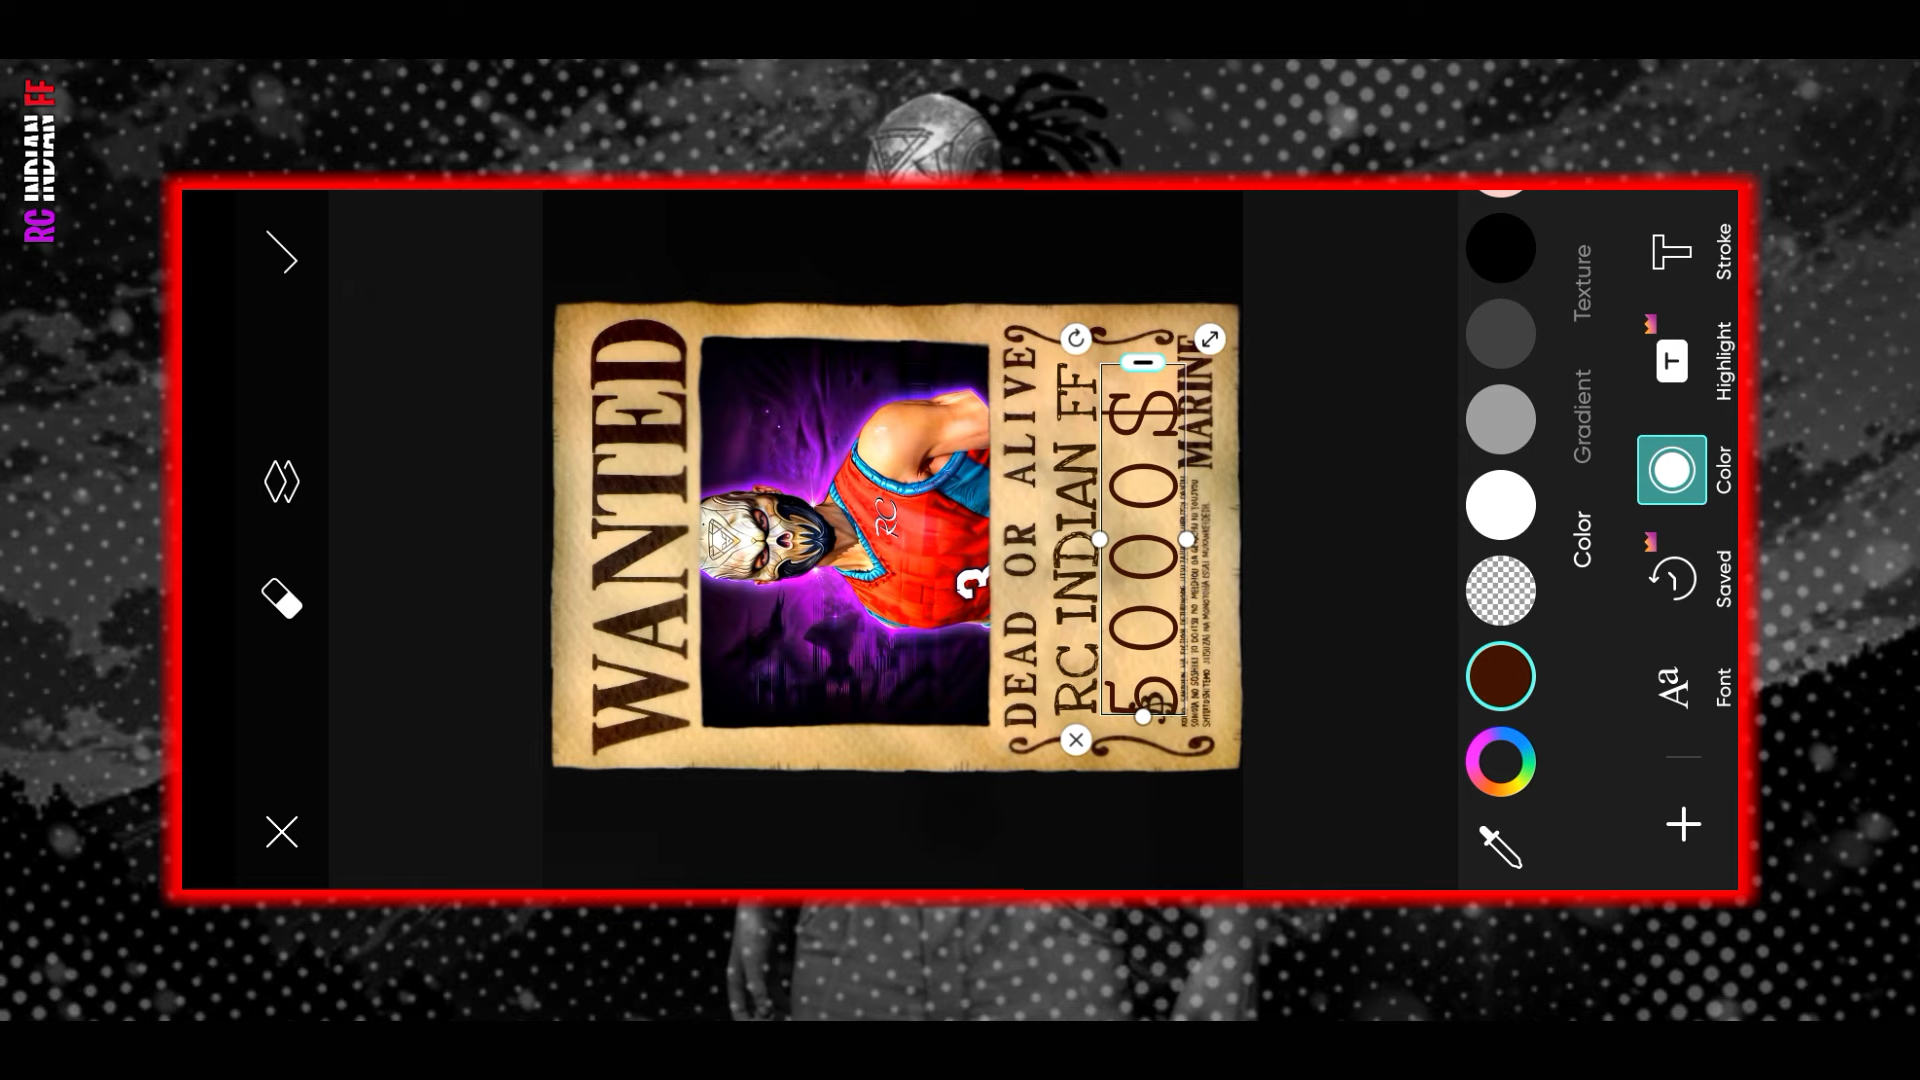 RC INDIAN FF
WANTED
RC
3
DEAD OR ALIVE
RC INDIAN FF
5000$
MARINE
Color
Gradient
Texture
Font
Saved
Color
Highlight
Stroke